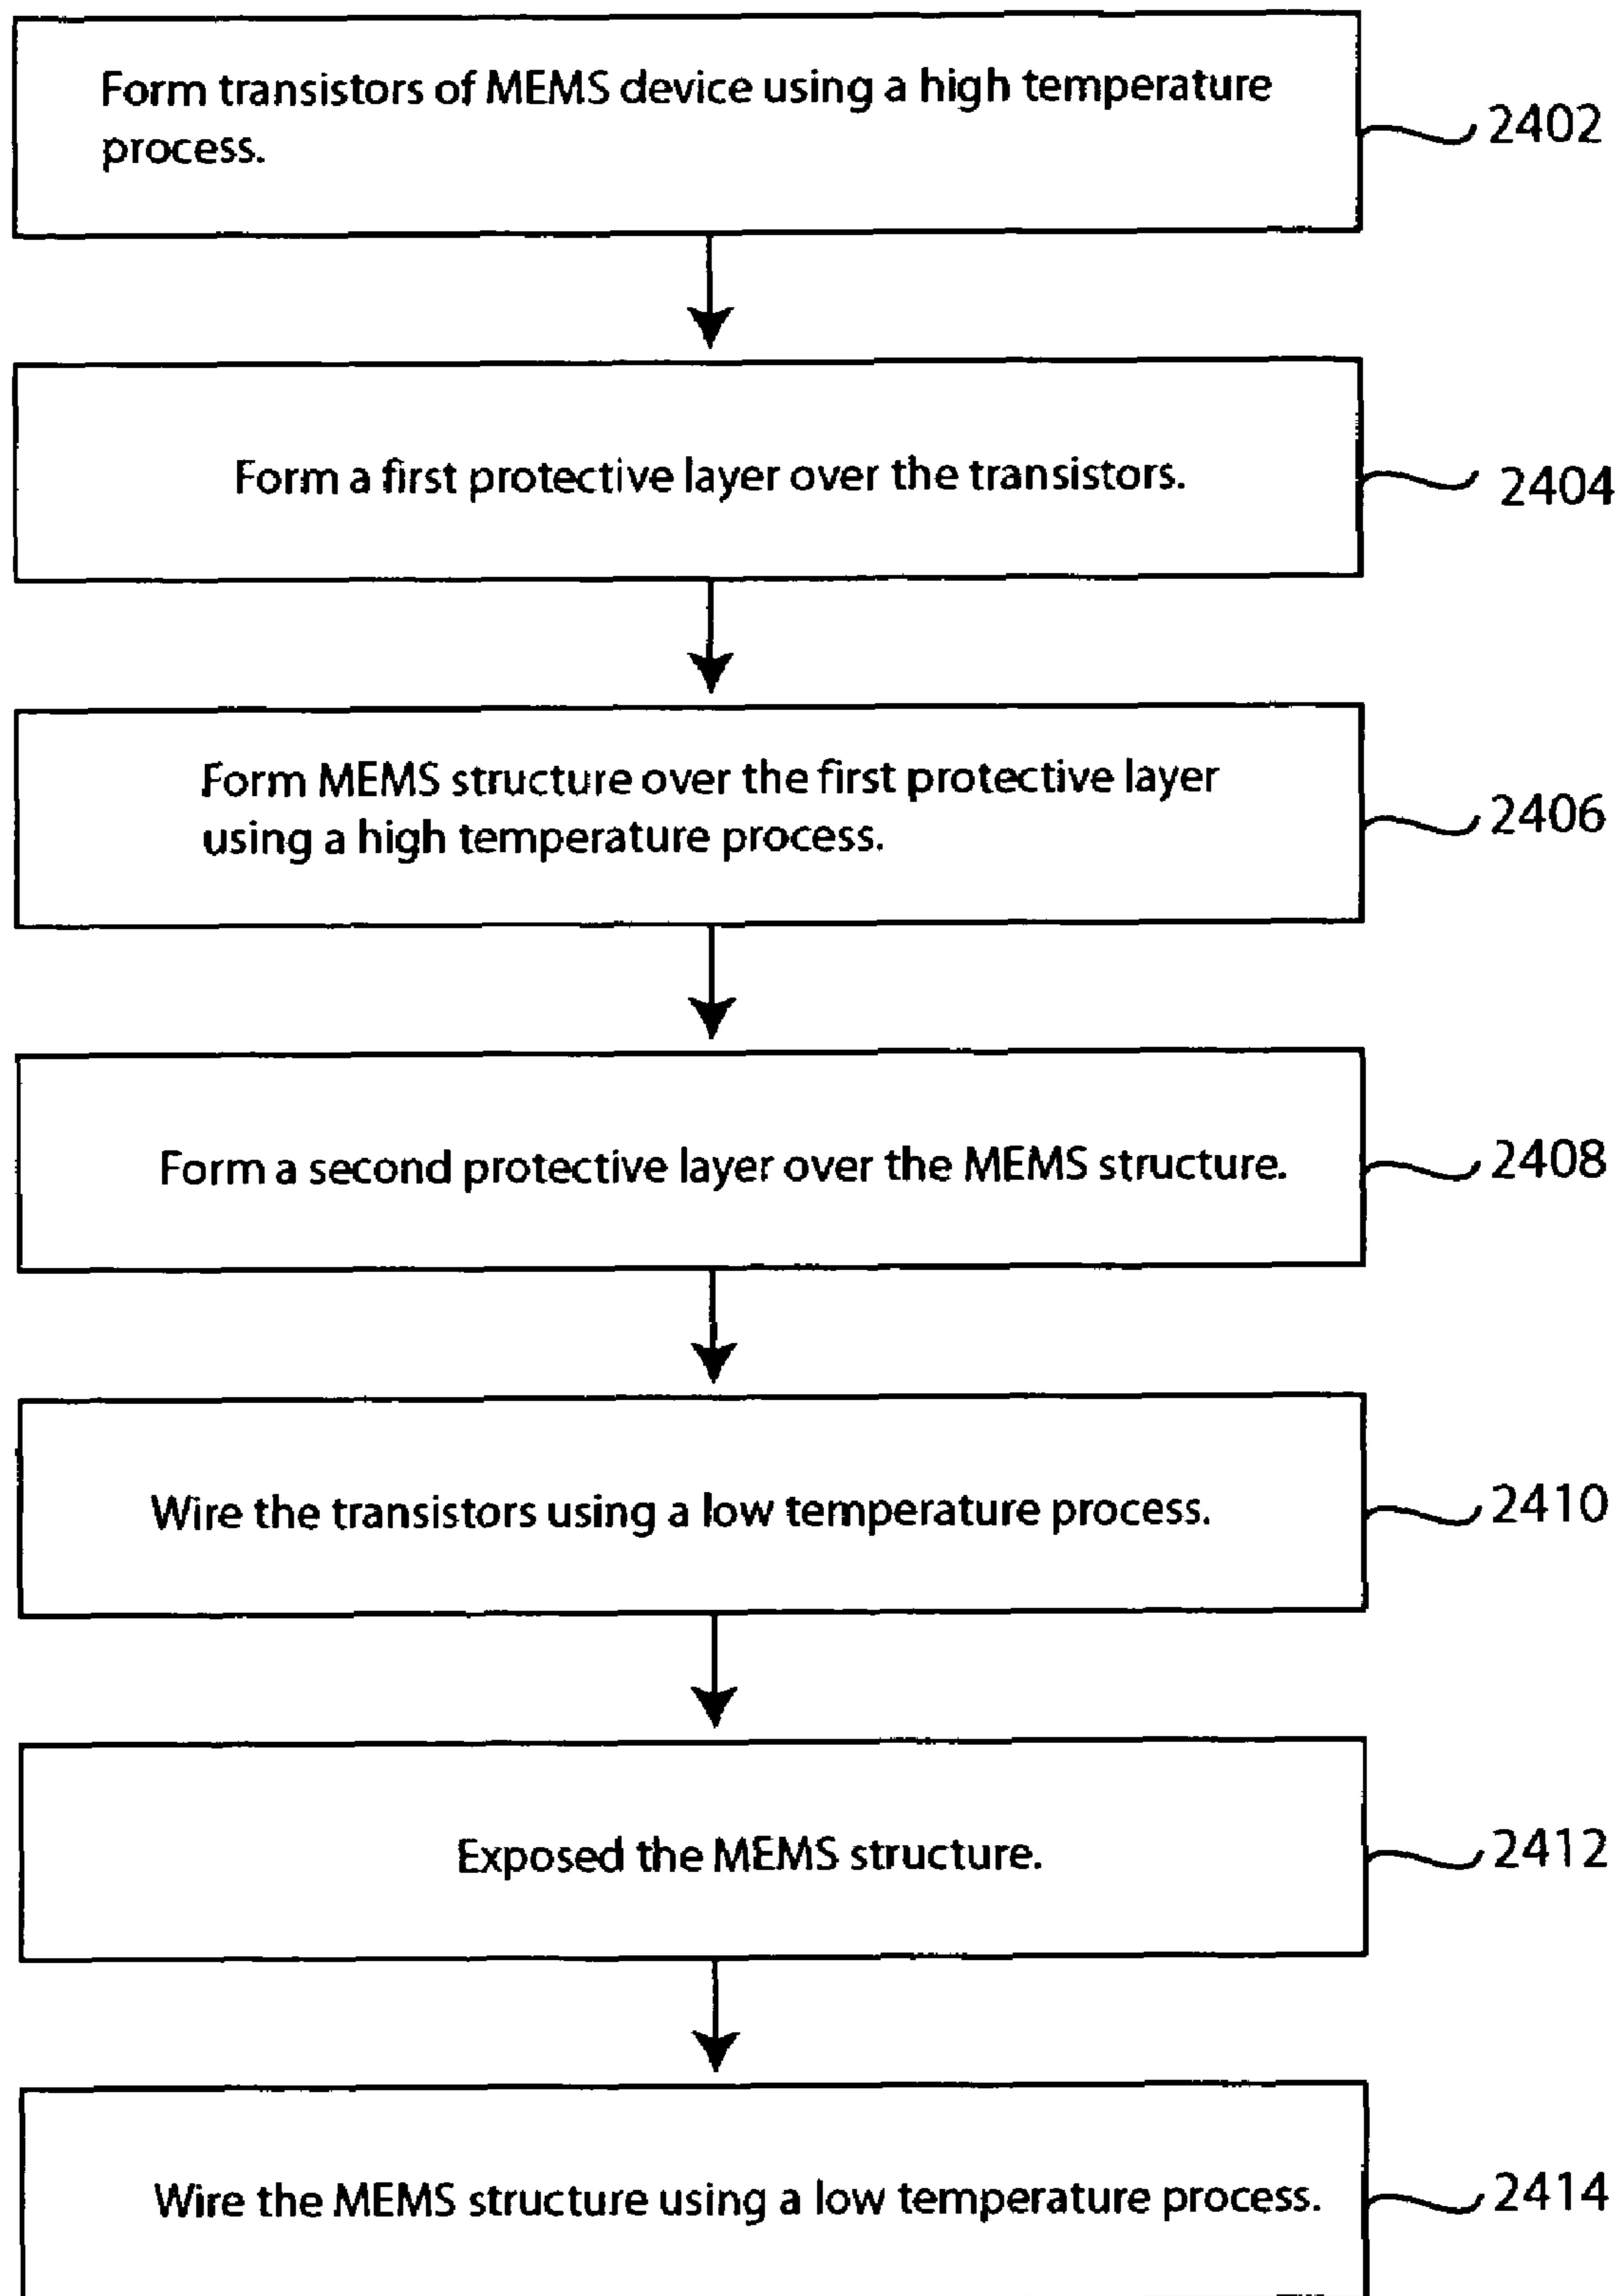 Form transistors of MEMS device using a high temperature
process.
2402
Form a first protective layer over the transistors.
2404
Form MEMS structure over the first protective layer
using a high temperature process.
2406
Form a second protective layer over the MEMS structure.
2408
Wire the transistors using a low temperature process.
2410
Exposed the MEMS structure.
2412
Wire the MEMS structure using a low temperature process.
2414